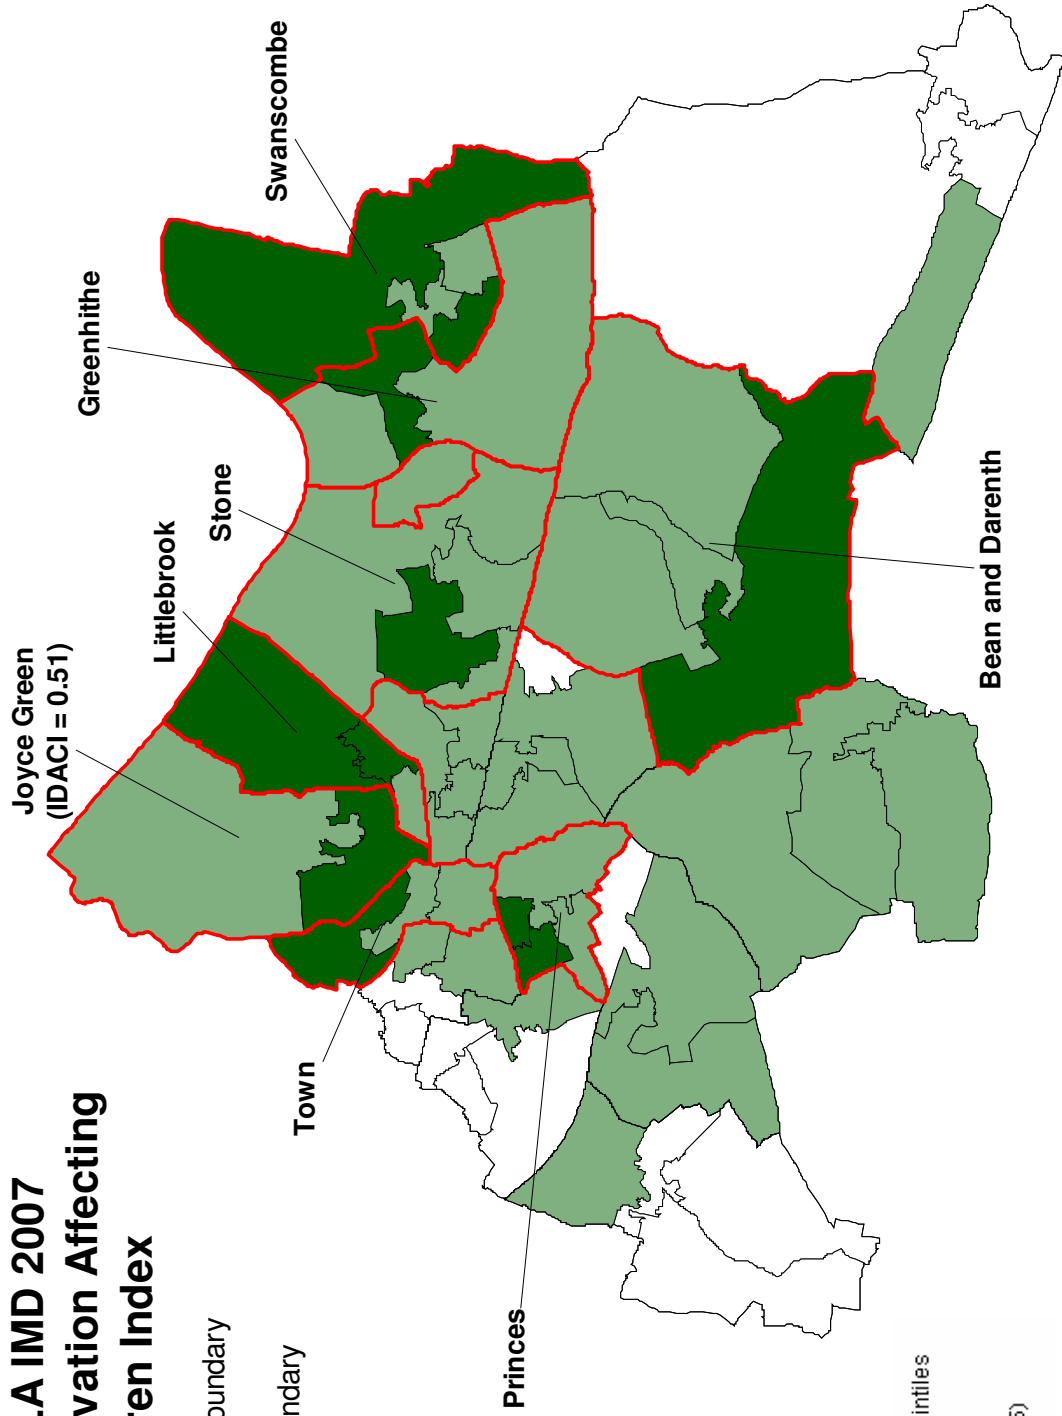 .A IMD 2007
vation Affecting
ren Index
oundary
ndary
intiles
Joyce Green
(IDACI = 0.51)
Littlebrook
Stone
Greenhithe
Swanscombe
Town
Princes
Bean and Darenth